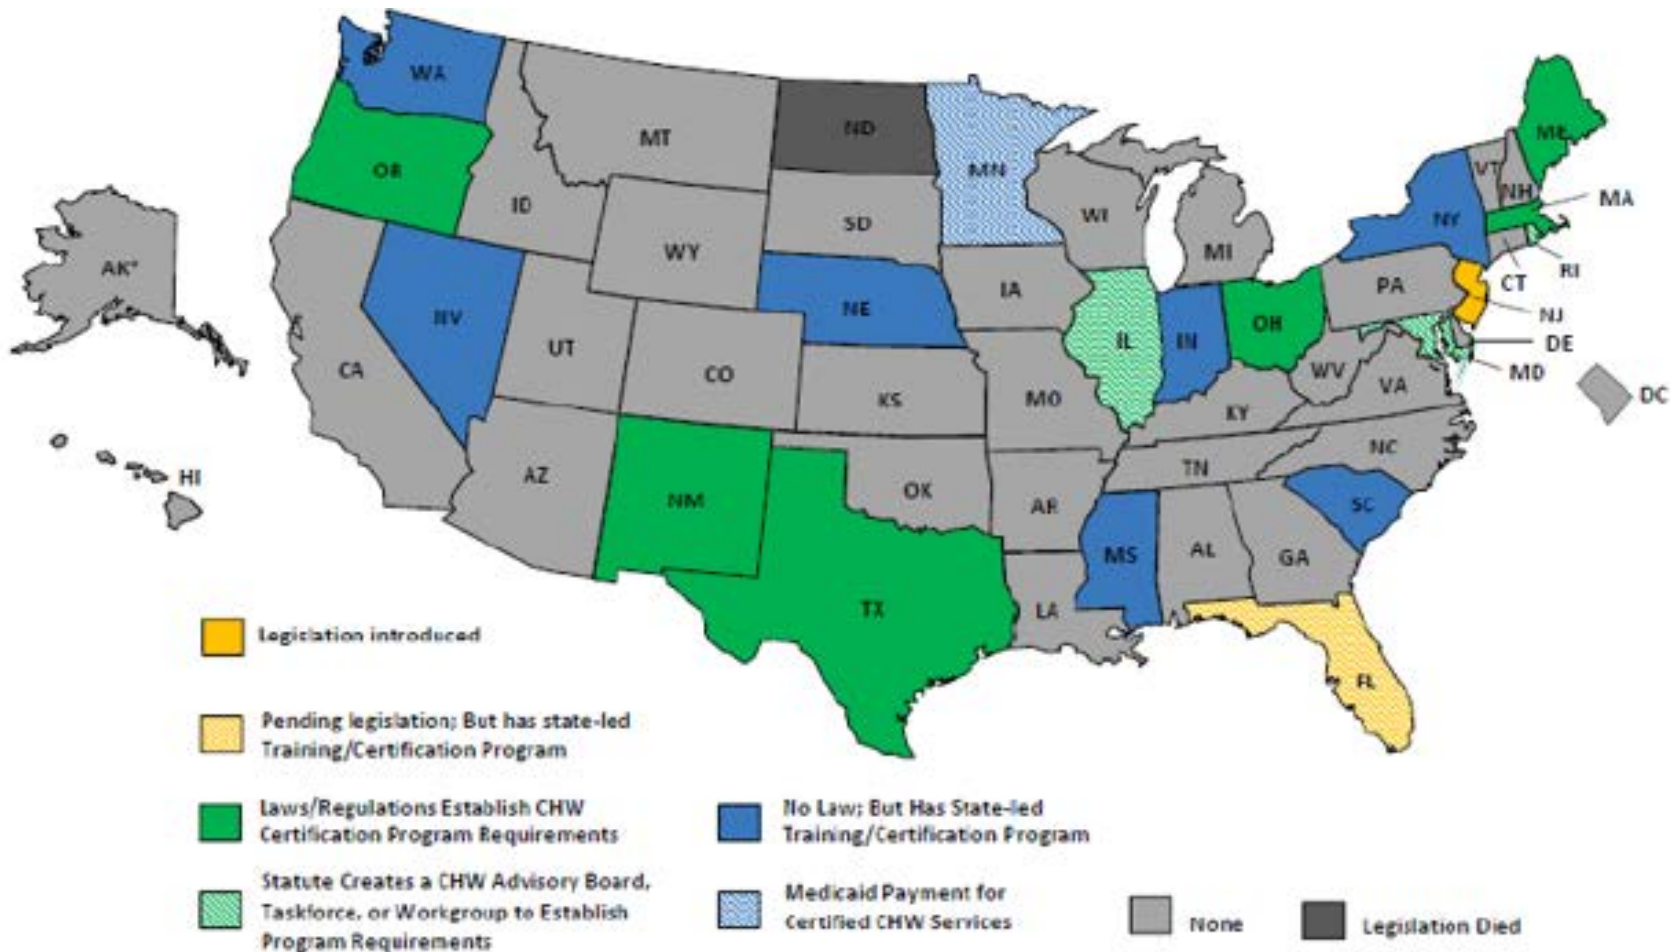 WA
ME
MT
ND
OR
MN
VT
NH
MA
ID
SD
WI
NY
WY
MI
RI
AK*
CT
IA
PA
NE
NJ
NV
OH
IL
IN
DE
UT
MD
CO
WV
CA
VA
DC
KS
MO
KY
NC
TN
HI
AZ
OK
NM
AR
SC
MS
AL
GA
TX
LA
FL
Legislation introduced
Pending legislation; But has state-led
Training/Certification Program
Laws/Regulations Establish CHW
Certification Program Requirements
No Law; But Has State-led
Training/Certification Program
Statute Creates a CHW Advisory Board,
Taskforce, or Workgroup to Establish
Program Requirements
Medicaid Payment for
Certified CHW Services
None
Legislation Died